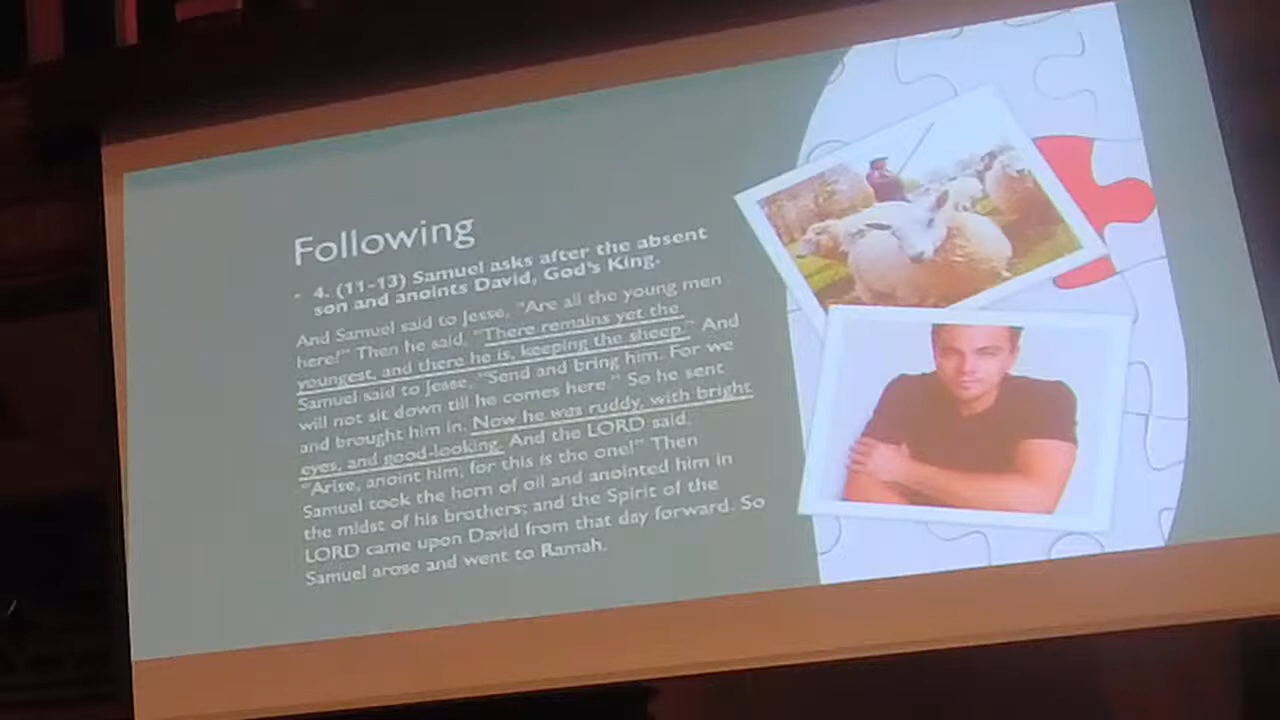 Following
- 4. (11-13) Samuel asks after the absent
son and anoints David, God's King.
And Samuel said to Jesse, "Are all the young men
here?" Then he said, "There remains yet the
youngest, and there he is, keeping the sheep." And
Samuel said to Jesse, "Send and bring him. For we
will not sit down till he comes here." So he sent
and brought him in. Now he was ruddy, with bright
eyes, and good-looking. And the LORD said,
"Arise, anoint him, for this is the one!" Then
Samuel took the horn of oil and anointed him in
the midst of his brothers; and the Spirit of the
LORD came upon David from that day forward. So
Samuel arose and went to Ramah.